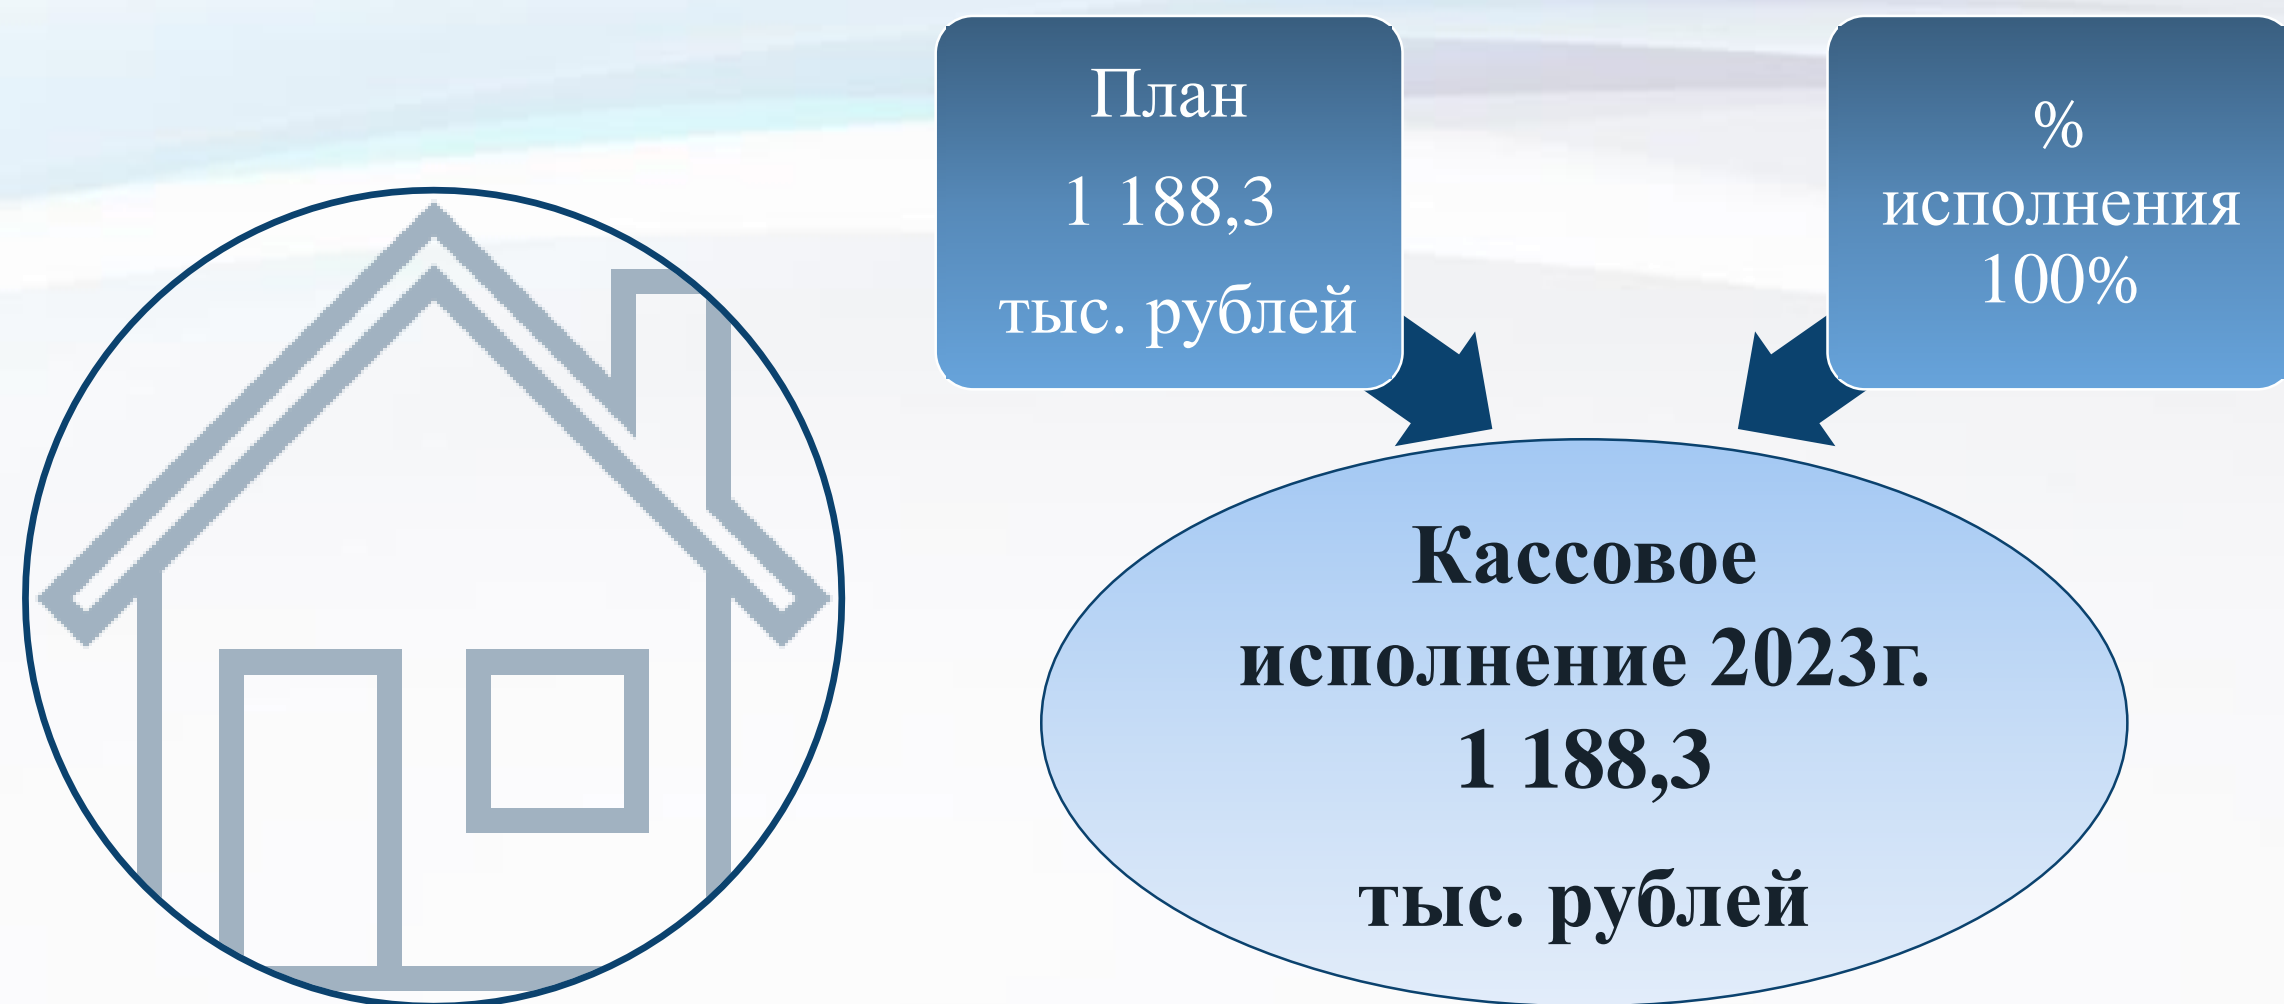 План
1 188,3
тыс. рублей
%
исполнения
100%
Кассовое
исполнение 2023г.
1 188,3
тыс. рублей